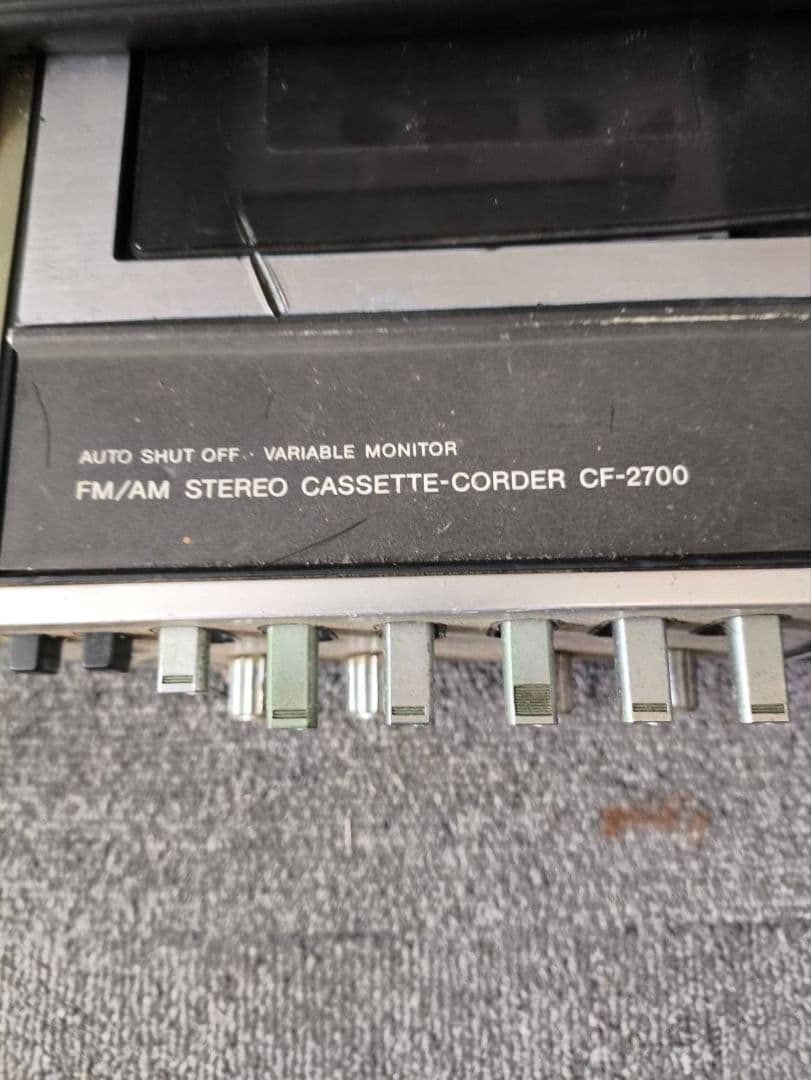 AUTO SHUT OFF · VARIABLE MONITOR
FM/AM STEREO CASSETTE-CORDER CF-2700